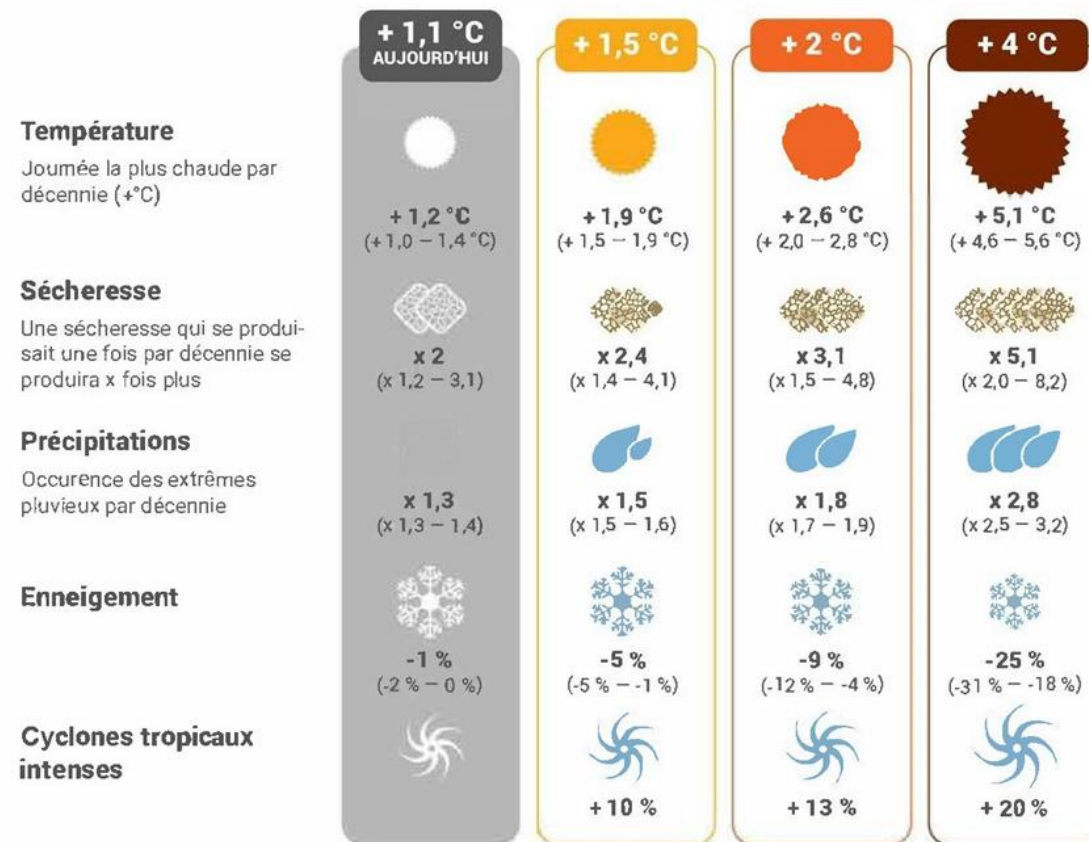 + 1,1 °C
AUJOURD'HUI
+ 1,5 °C
+ 2 °C
+ 4 °C
Température
Journée la plus chaude par
décennie (+°C)
+ 1,2 °C
(+ 1,0 – 1,4 °C)
+ 1,9 °C
(+ 1,5 – 1,9 °C)
+ 2,6 °C
(+ 2,0 – 2,8 °C)
+ 5,1 °C
(+ 4,6 – 5,6 °C)
Sécheresse
Une sécheresse qui se produi-
sait une fois par décennie se
produira x fois plus
x 2
(x 1,2 – 3,1)
x 2,4
(x 1,4 – 4,1)
x 3,1
(x 1,5 – 4,8)
x 5,1
(x 2,0 – 8,2)
Précipitations
Occurence des extrêmes
pluvieux par décennie
x 1,3
(x 1,3 – 1,4)
x 1,5
(x 1,5 – 1,6)
x 1,8
(x 1,7 – 1,9)
x 2,8
(x 2,5 – 3,2)
Enneigement
-1 %
(-2 % – 0 %)
-5 %
(-5 % – -1 %)
-9 %
(-12 % – -4 %)
-25 %
(-31 % – -18 %)
Cyclones tropicaux
intenses
+ 10 %
+ 13 %
+ 20 %